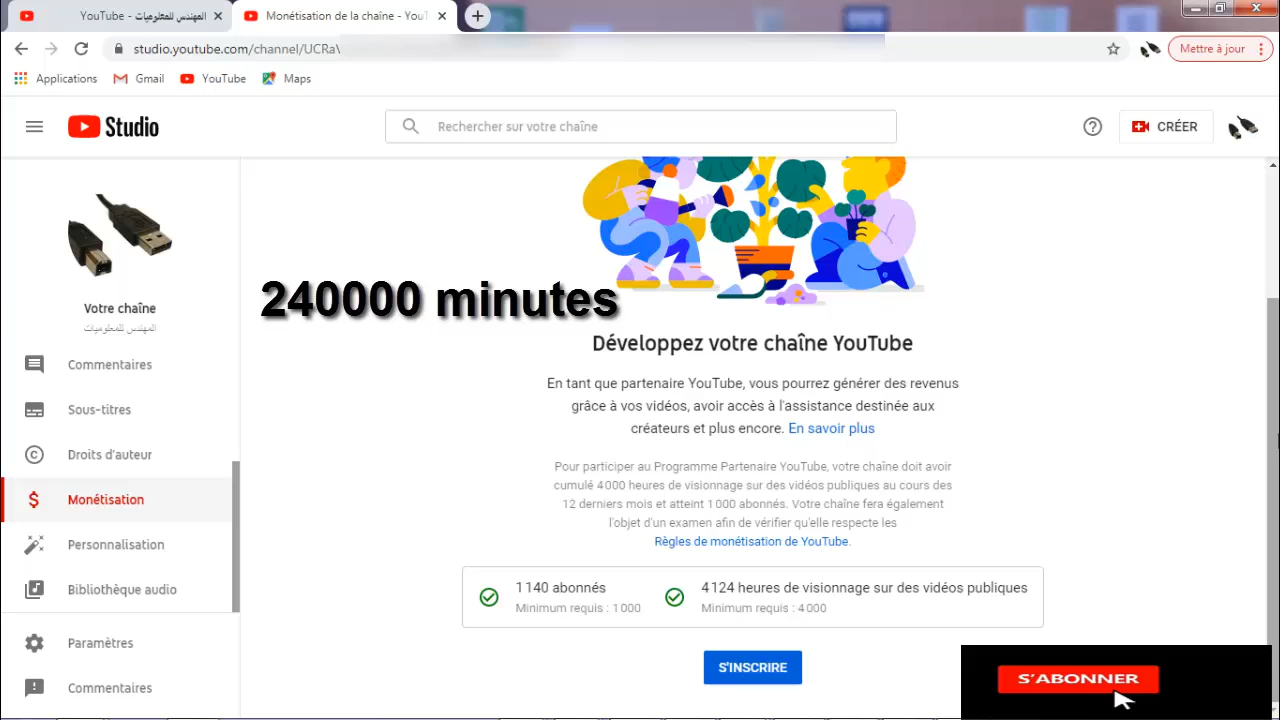 YouTube - المهندس للمعلوميات
Monétisation de la chaîne - YouT
studio.youtube.com/channel/UCRa
Mettre à jour
Applications
Gmail
YouTube
Maps
Studio
Rechercher sur votre chaîne
CRÉER
Votre chaîne
المهندس للمعلوميات
Commentaires
Sous-titres
Droits d'auteur
Monétisation
Personnalisation
Bibliothèque audio
Paramètres
Commentaires
240000 minutes
Développez votre chaîne YouTube
En tant que partenaire YouTube, vous pourrez générer des revenus
grâce à vos vidéos, avoir accès à l'assistance destinée aux
créateurs et plus encore. En savoir plus
Pour participer au Programme Partenaire YouTube, votre chaîne doit avoir
cumulé 4 000 heures de visionnage sur des vidéos publiques au cours des
12 derniers mois et atteint 1 000 abonnés. Votre chaîne fera également
l'objet d'un examen afin de vérifier qu'elle respecte les
Règles de monétisation de YouTube.
1 140 abonnés
Minimum requis : 1 000
4 124 heures de visionnage sur des vidéos publiques
Minimum requis : 4 000
S'INSCRIRE
S'ABONNER